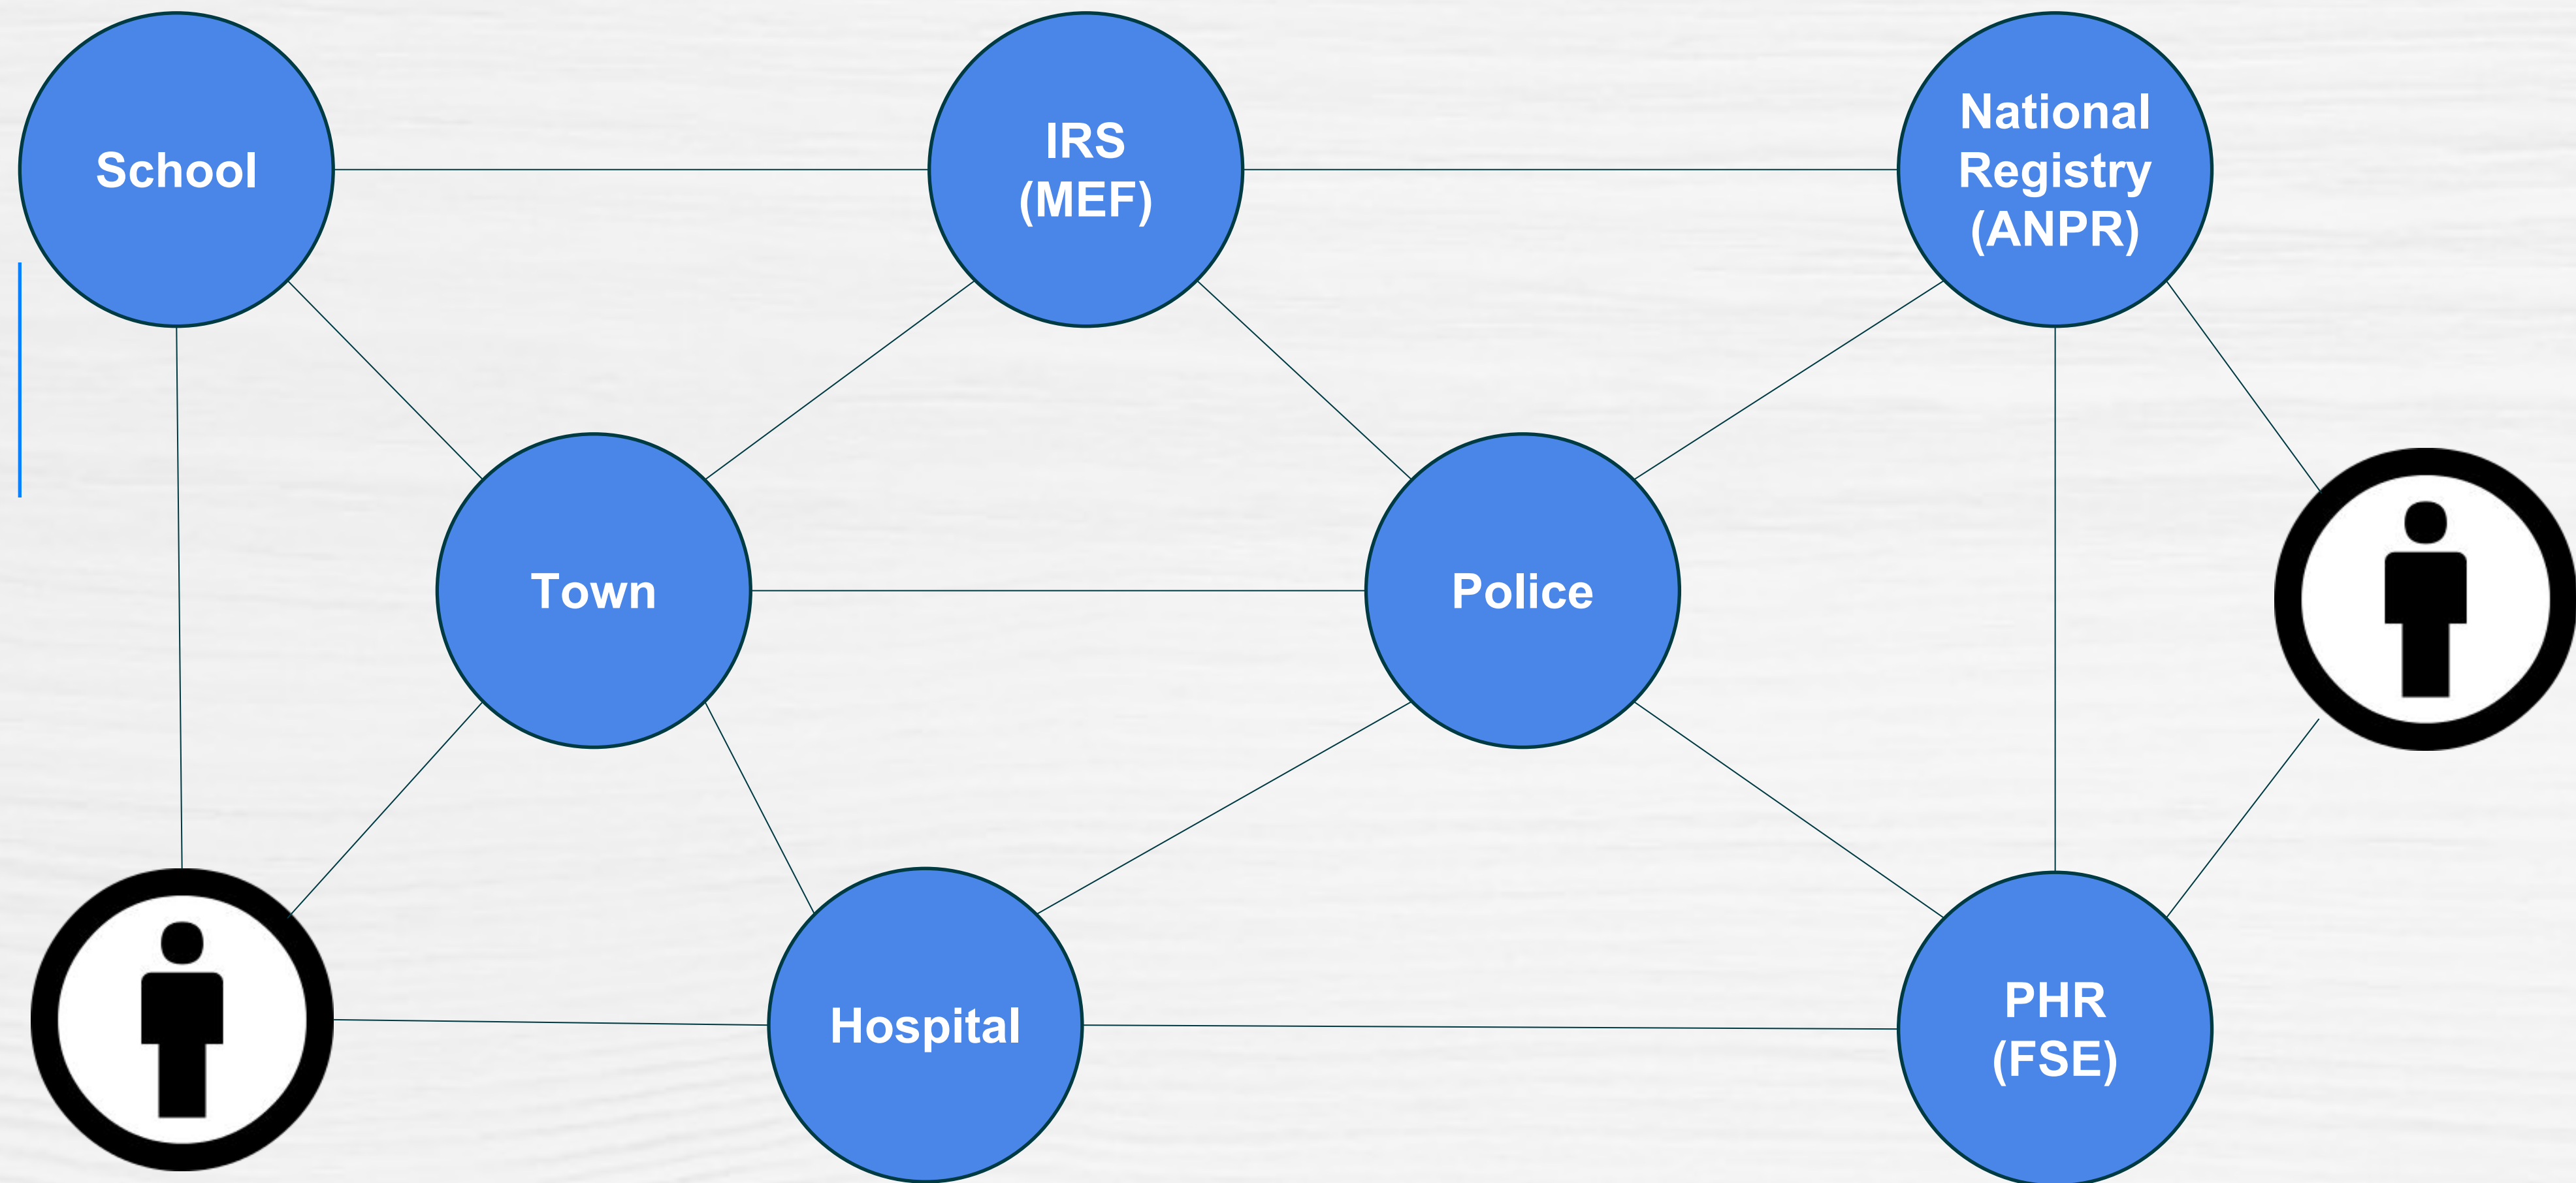 School
IRS
(MEF)
National
Registry
(ANPR)
Town
Police
Hospital
PHR
(FSE)